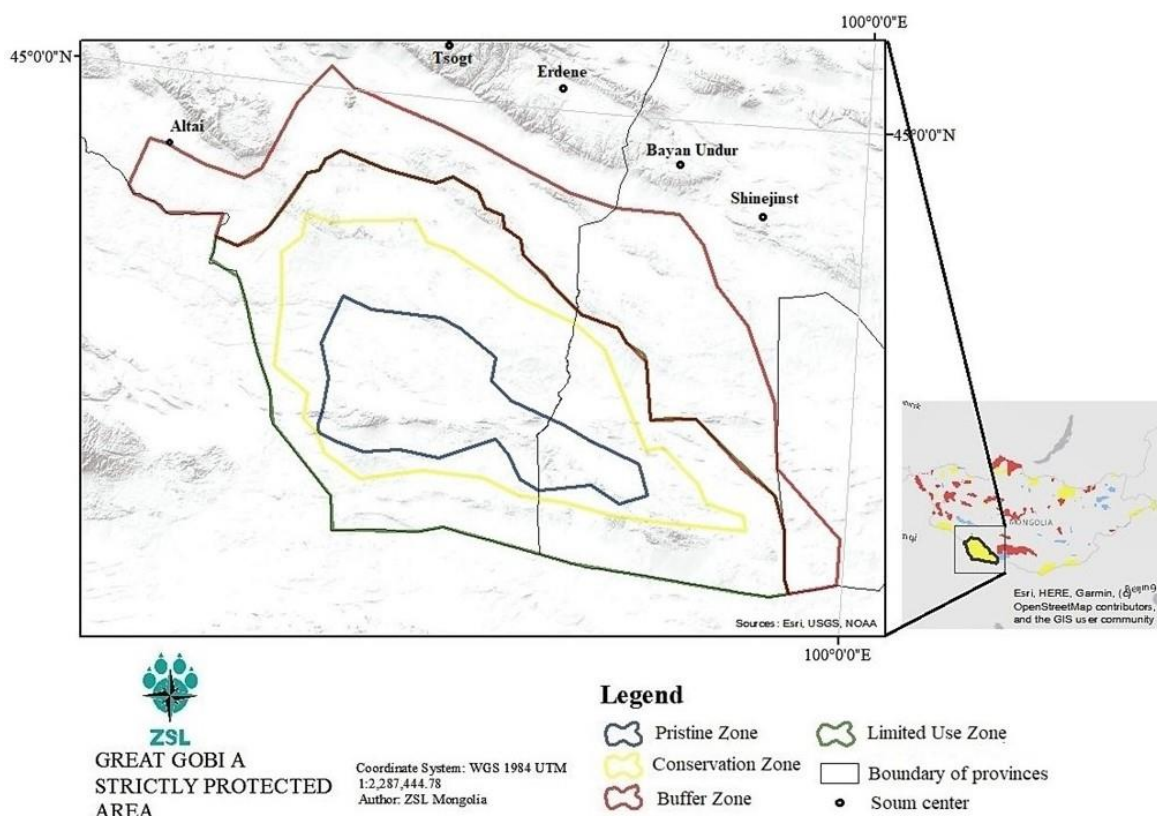 100°0'0"E
45°0'0"N
Tsogt
Erdene
Altai
45°0'0"N
Bayan Undur
Shinejinst
MONGOLIA
Esri, HERE, Garmin, (c)
OpenStreetMap contributors,
and the GIS user community
Sources: Esri, USGS, NOAA
100°0'0"E
ZSL
GREAT GOBI A
STRICTLY PROTECTED
AREA
Coordinate System: WGS 1984 UTM
1:2,287,444.78
Author: ZSL Mongolia
Legend
Pristine Zone
Limited Use Zone
Conservation Zone
Boundary of provinces
Buffer Zone
Soum center